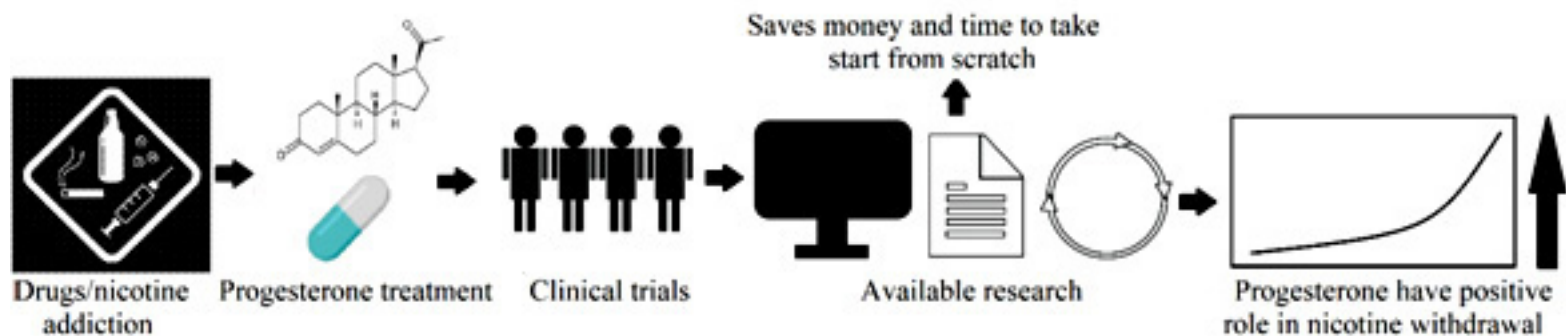 Saves money and time to take
start from scratch
O
O
H
H
H
Drugs/nicotine
addiction
Progesterone treatment
Clinical trials
Available research
Progesterone have positive
role in nicotine withdrawal